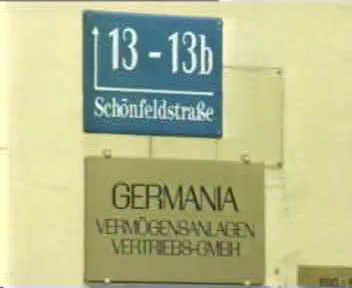 13 - 13b
Schönfeldstraße
GERMANIA
VERMÖGENSANLAGEN
VERTRIEBS-GMBH